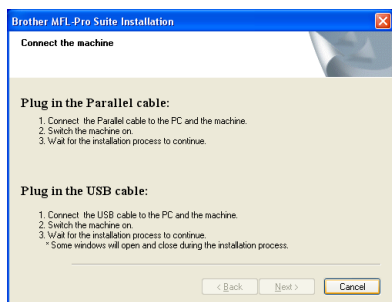 Brother MFL-Pro Suite Installation
Connect the machine
Plug in the Parallel cable:
1. Connect the Parallel cable to the PC and the machine.
2. Switch the machine on.
3. Wait for the installation process to continue.
Plug in the USB cable:
1. Connect the USB cable to the PC and the machine.
2. Switch the machine on.
3. Wait for the installation process to continue.
* Some windows will open and close during the installation process.
< Back Next > Cancel